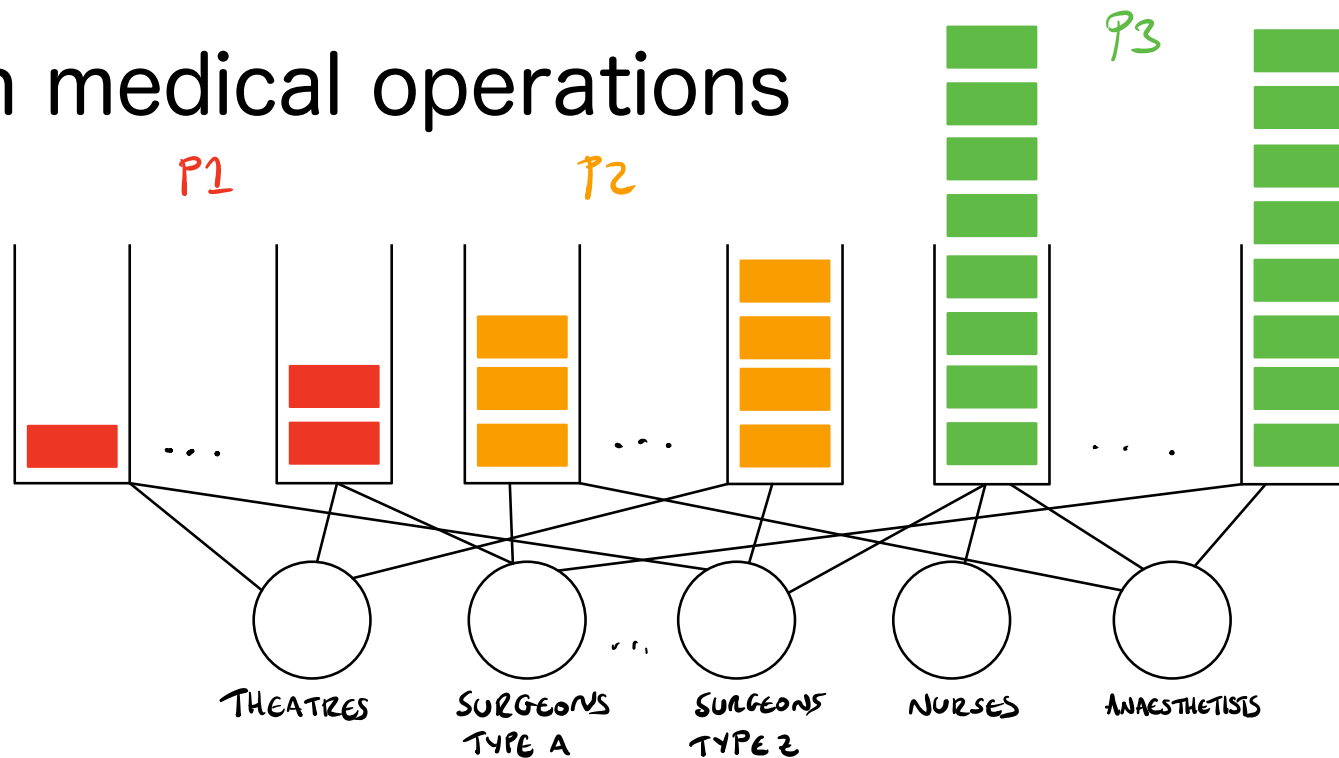 n medical operations
P1
P2
P3
...
...
...
...
THEATRES
SURGEONS
TYPE A
SURGEONS
TYPE Z
NURSES
ANAESTHETISTS